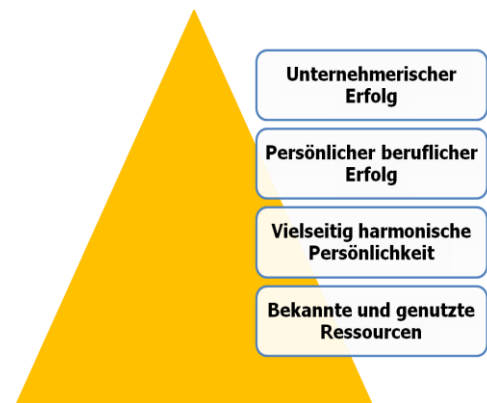 Unternehmerischer
Erfolg
Persönlicher beruflicher
Erfolg
Vielseitig harmonische
Persönlichkeit
Bekannte und genutzte
Ressourcen